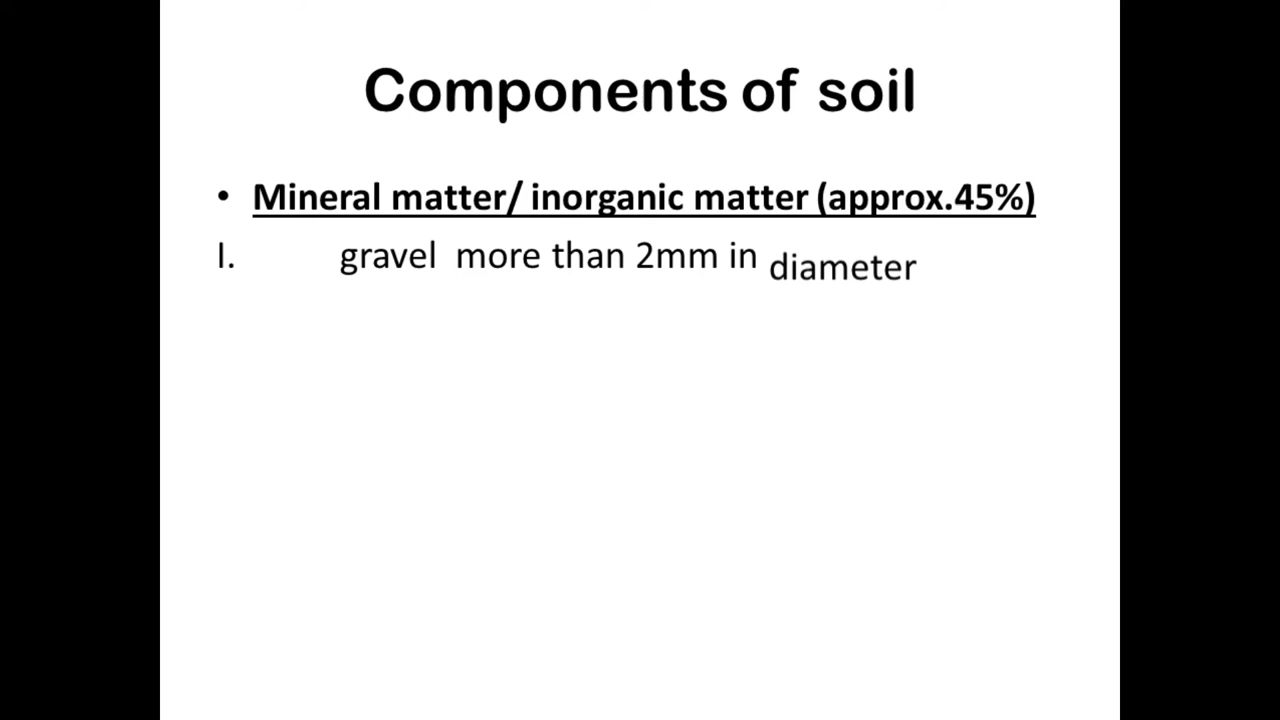 Components of soil
• Mineral matter/ inorganic matter (approx.45%)
I. gravel more than 2mm in diameter